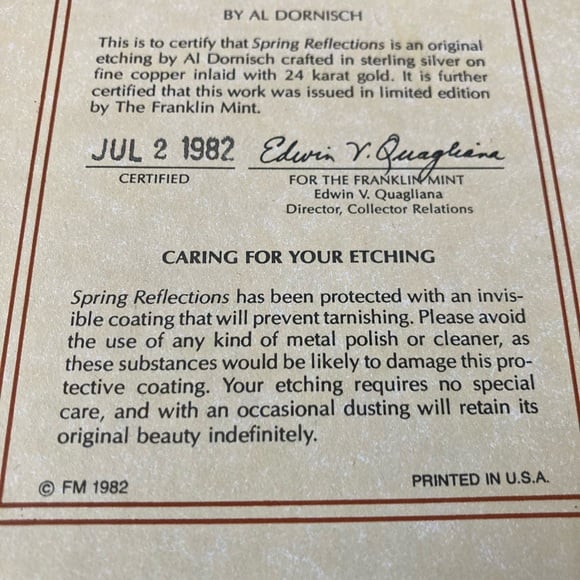 BY AL DORNISCH
This is to certify that Spring Reflections is an original
etching by Al Dornisch crafted in sterling silver on
fine copper inlaid with 24 karat gold. It is further
certified that this work was issued in limited edition
by The Franklin Mint.
JUL 2 1982 Edwin V. Quagliana
CERTIFIED FOR THE FRANKLIN MINT
Edwin V. Quagliana
Director, Collector Relations
CARING FOR YOUR ETCHING
Spring Reflections has been protected with an invis-
ible coating that will prevent tarnishing. Please avoid
the use of any kind of metal polish or cleaner, as
these substances would be likely to damage this pro-
tective coating. Your etching requires no special
care, and with an occasional dusting will retain its
original beauty indefinitely.
© FM 1982 PRINTED IN U.S.A.